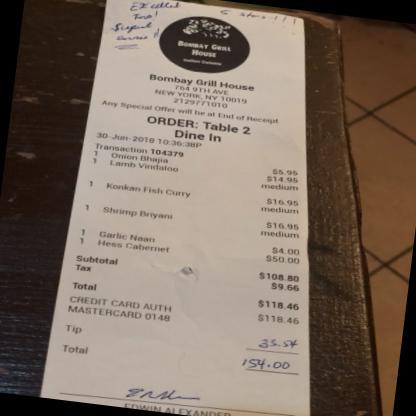 Excellent
Food!
Superb
Service!!
5 stars!!!
BOMBAY GRILL
HOUSE
Indian Cuisine
Bombay Grill House
764 9TH AVE
NEW YORK, NY 10019
2129771010
Any Special Offer will be at End of Receipt
ORDER: Table 2
Dine In
30-Jun-2018 10:36:38P
Transaction 104379
1 Onion Bhajia $5.95
1 Lamb Vindaloo $14.95
medium
1 Konkan Fish Curry $16.95
medium
1 Shrimp Briyani $16.95
medium
1 Garlic Naan $4.00
1 Hess Cabernet $50.00
Subtotal $108.80
Tax $9.66
Total $118.46
CREDIT CARD AUTH $118.46
MASTERCARD 0148
Tip 35.54
Total 154.00
EDWIN ALEXANDER